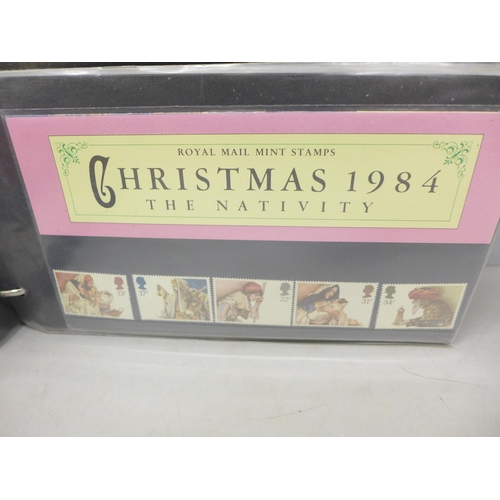 ROYAL MAIL MINT STAMPS
CHRISTMAS 1984
THE NATIVITY